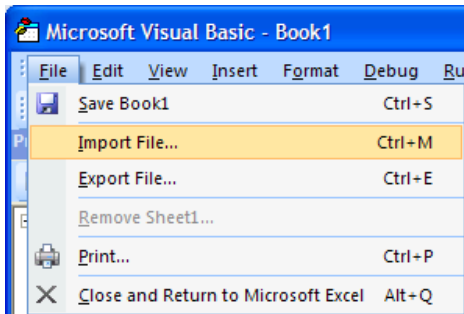 Microsoft Visual Basic - Book1
File Edit View Insert Format Debug Ru
Save Book1 Ctrl+S
Import File... Ctrl+M
Export File... Ctrl+E
Remove Sheet1...
Print... Ctrl+P
Close and Return to Microsoft Excel Alt+Q